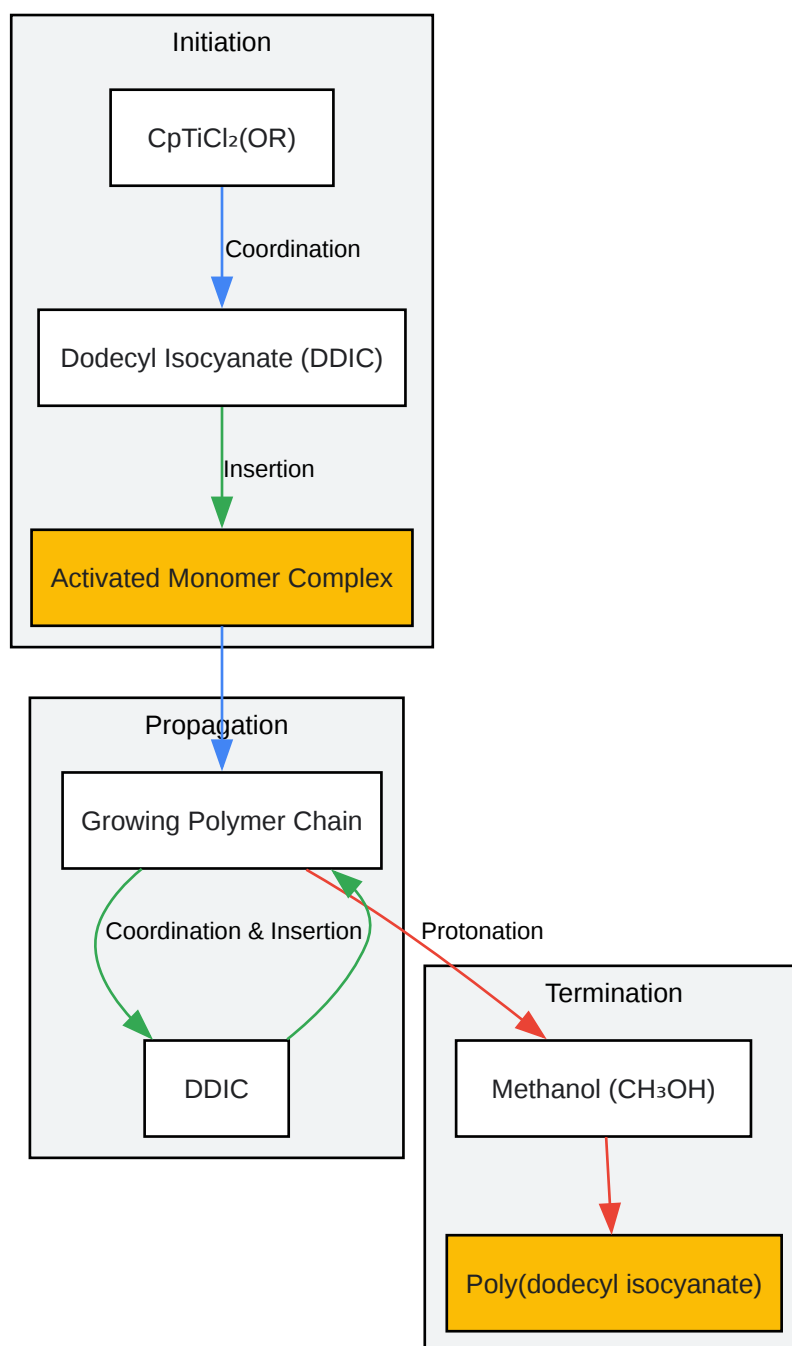 Initiation
CpTiCl₂(OR)
Coordination
Dodecyl Isocyanate (DDIC)
Insertion
Activated Monomer Complex
Propagation
Growing Polymer Chain
Coordination & Insertion
Protonation
Termination
DDIC
Methanol (CH₃OH)
Poly(dodecyl isocyanate)